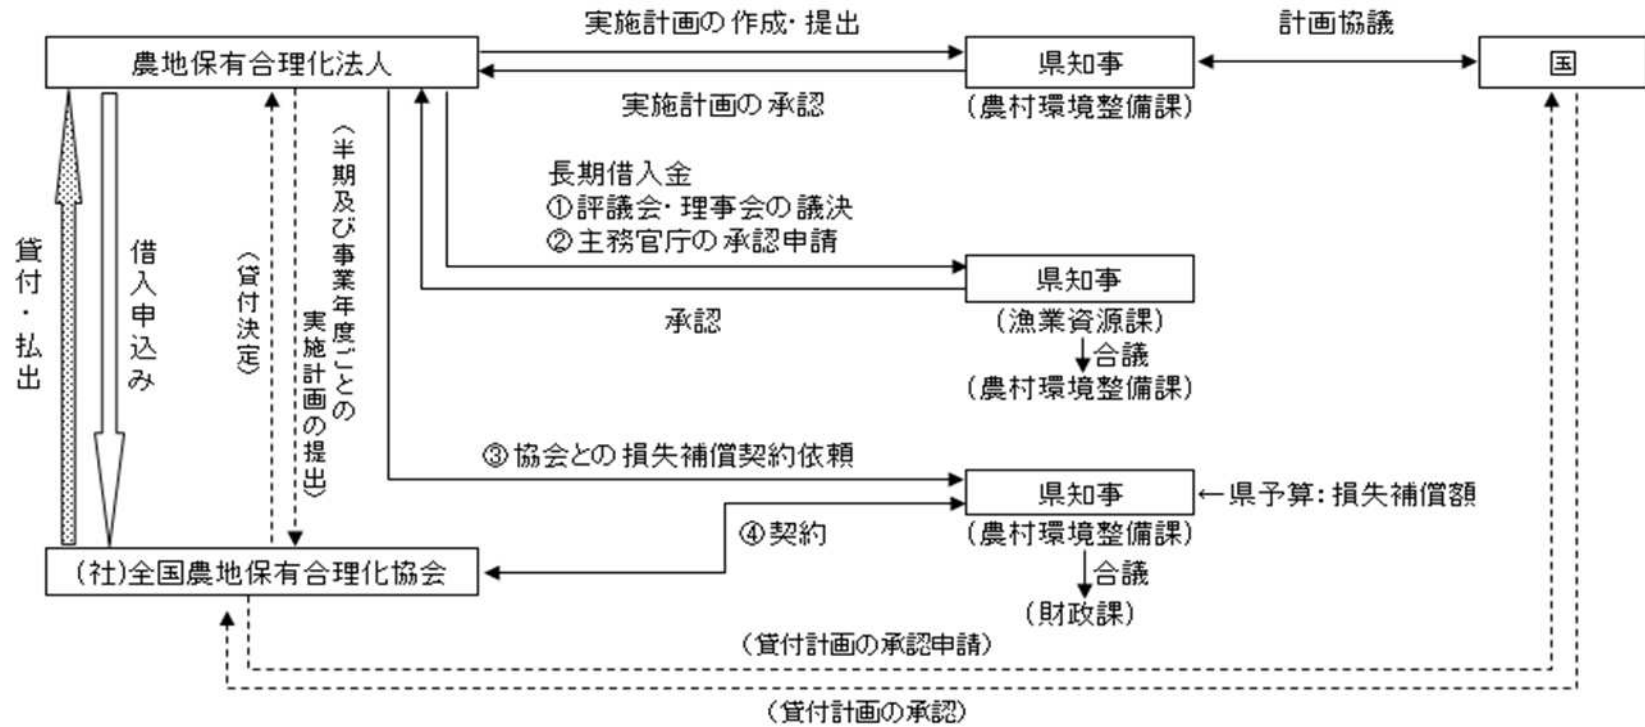 実施計画の作成・提出
計画協議
農地保有合理化法人
県知事
国
実施計画の承認
(農村環境整備課)
長期借入金
①評議会・理事会の議決
②主務官庁の承認申請
県知事
承認
(漁業資源課)
合議
(農村環境整備課)
貸付・払出
借入申込み
(貸付決定)
(半期及び事業年度ごとの
実施計画の提出)
③協会との損失補償契約依頼
県知事
←県予算:損失補償額
④契約
(農村環境整備課)
合議
(財政課)
(社)全国農地保有合理化協会
(貸付計画の承認申請)
(貸付計画の承認)